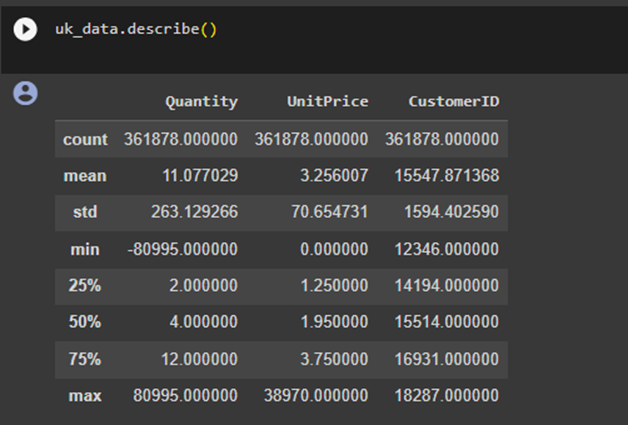 uk_data.describe()
Quantity UnitPrice CustomerID
count 361878.000000 361878.000000 361878.000000
mean 11.077029 3.256007 15547.871368
std 263.129266 70.654731 1594.402590
min -80995.000000 0.000000 12346.000000
25% 2.000000 1.250000 14194.000000
50% 4.000000 1.950000 15514.000000
75% 12.000000 3.750000 16931.000000
max 80995.000000 38970.000000 18287.000000